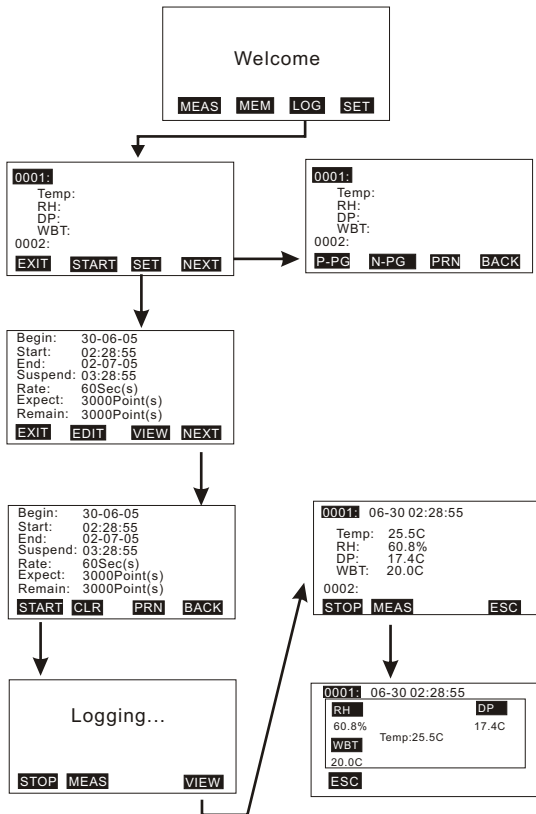 Welcome
MEAS MEM LOG SET
0001:
Temp:
RH:
DP:
WBT:
0002:
EXIT START SET NEXT
0001:
Temp:
RH:
DP:
WBT:
0002:
P-PG N-PG PRN BACK
Begin: 30-06-05
Start: 02:28:55
End: 02-07-05
Suspend: 03:28:55
Rate: 60Sec(s)
Expect: 3000Point(s)
Remain: 3000Point(s)
EXIT EDIT VIEW NEXT
Begin: 30-06-05
Start: 02:28:55
End: 02-07-05
Suspend: 03:28:55
Rate: 60Sec(s)
Expect: 3000Point(s)
Remain: 3000Point(s)
START CLR PRN BACK
0001: 06-30 02:28:55
Temp: 25.5C
RH: 60.8%
DP: 17.4C
WBT: 20.0C
0002:
STOP MEAS ESC
Logging...
STOP MEAS VIEW
0001: 06-30 02:28:55
RH DP
60.8% 17.4C
Temp:25.5C
WBT
20.0C
ESC